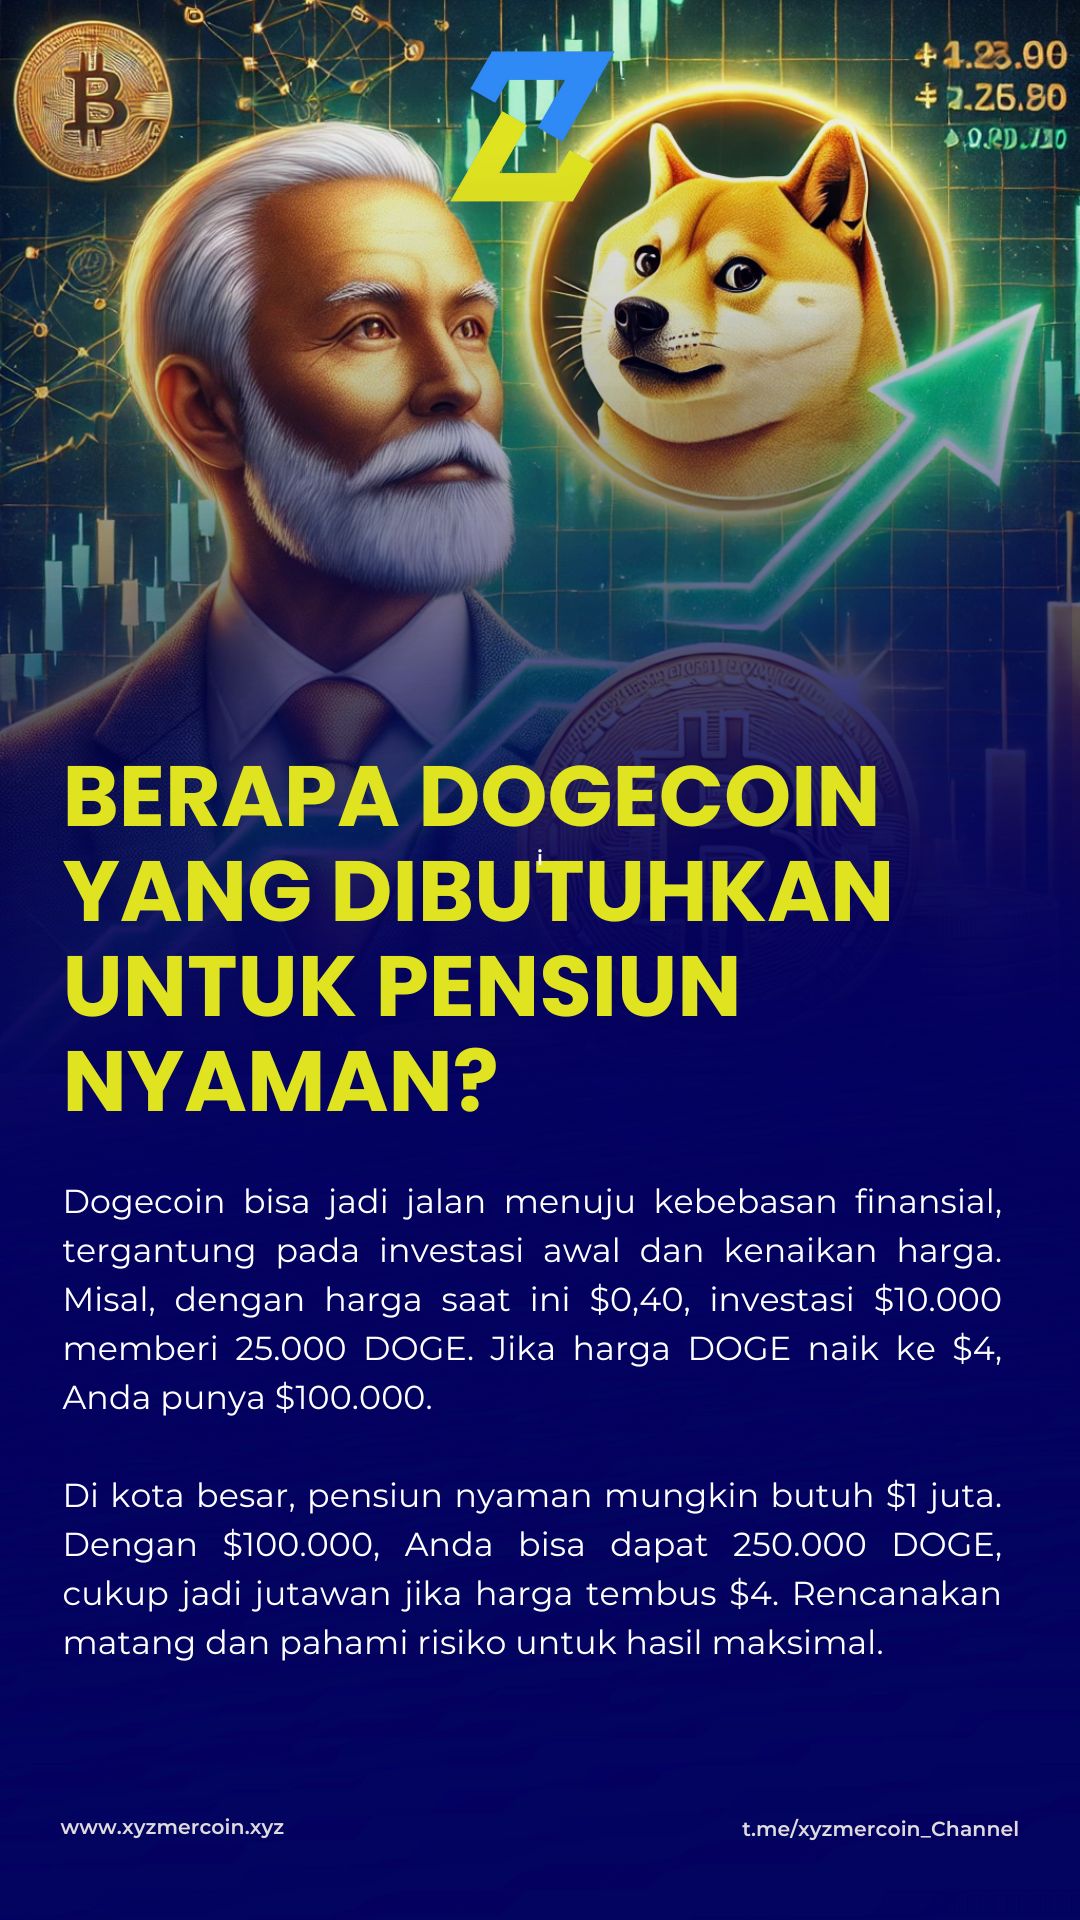 BERAPA DOGECOIN
YANG DIBUTUHKAN
UNTUK PENSIUN
NYAMAN?
i
Dogecoin bisa jadi jalan menuju kebebasan finansial,
tergantung pada investasi awal dan kenaikan harga.
Misal, dengan harga saat ini $0,40, investasi $10.000
memberi 25.000 DOGE. Jika harga DOGE naik ke $4,
Anda punya $100.000.
Di kota besar, pensiun nyaman mungkin butuh $1 juta.
Dengan $100.000, Anda bisa dapat 250.000 DOGE,
cukup jadi jutawan jika harga tembus $4. Rencanakan
matang dan pahami risiko untuk hasil maksimal.
www.xyzmercoin.xyz
t.me/xyzmercoin_Channel